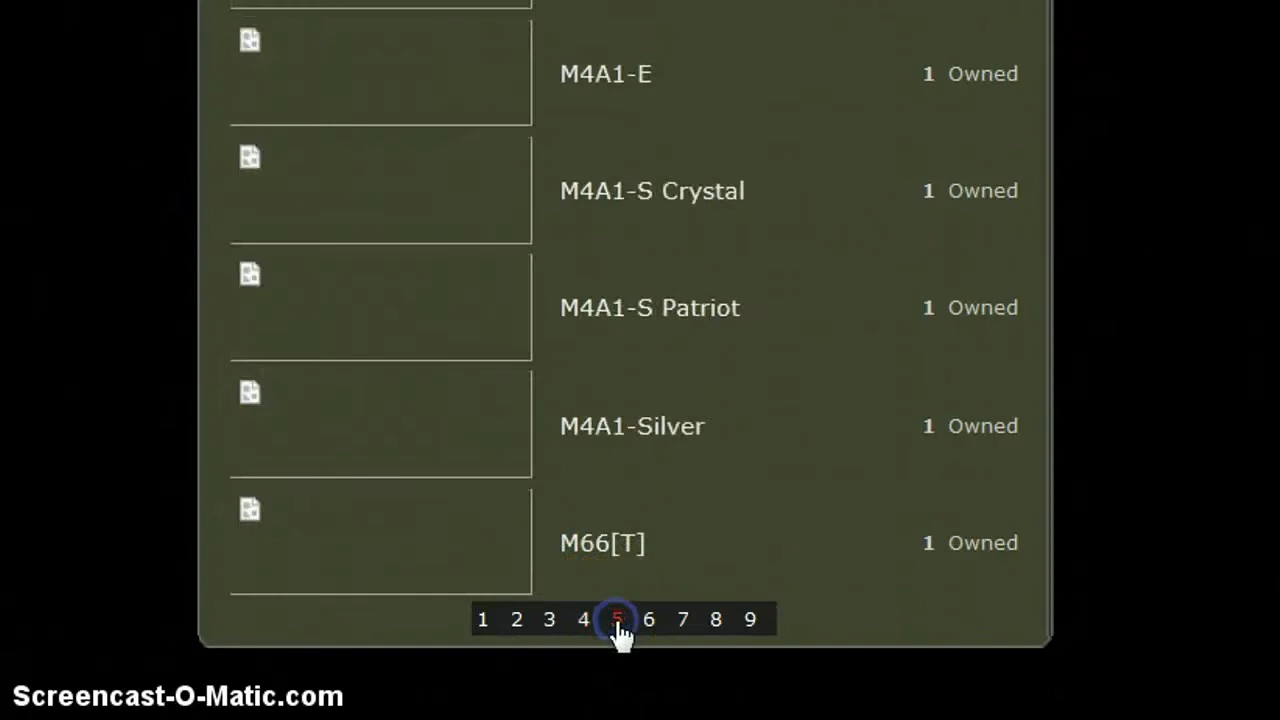 M4A1-E 1 Owned
M4A1-S Crystal 1 Owned
M4A1-S Patriot 1 Owned
M4A1-Silver 1 Owned
M66[T] 1 Owned
1 2 3 4 5 6 7 8 9
Screencast-O-Matic.com